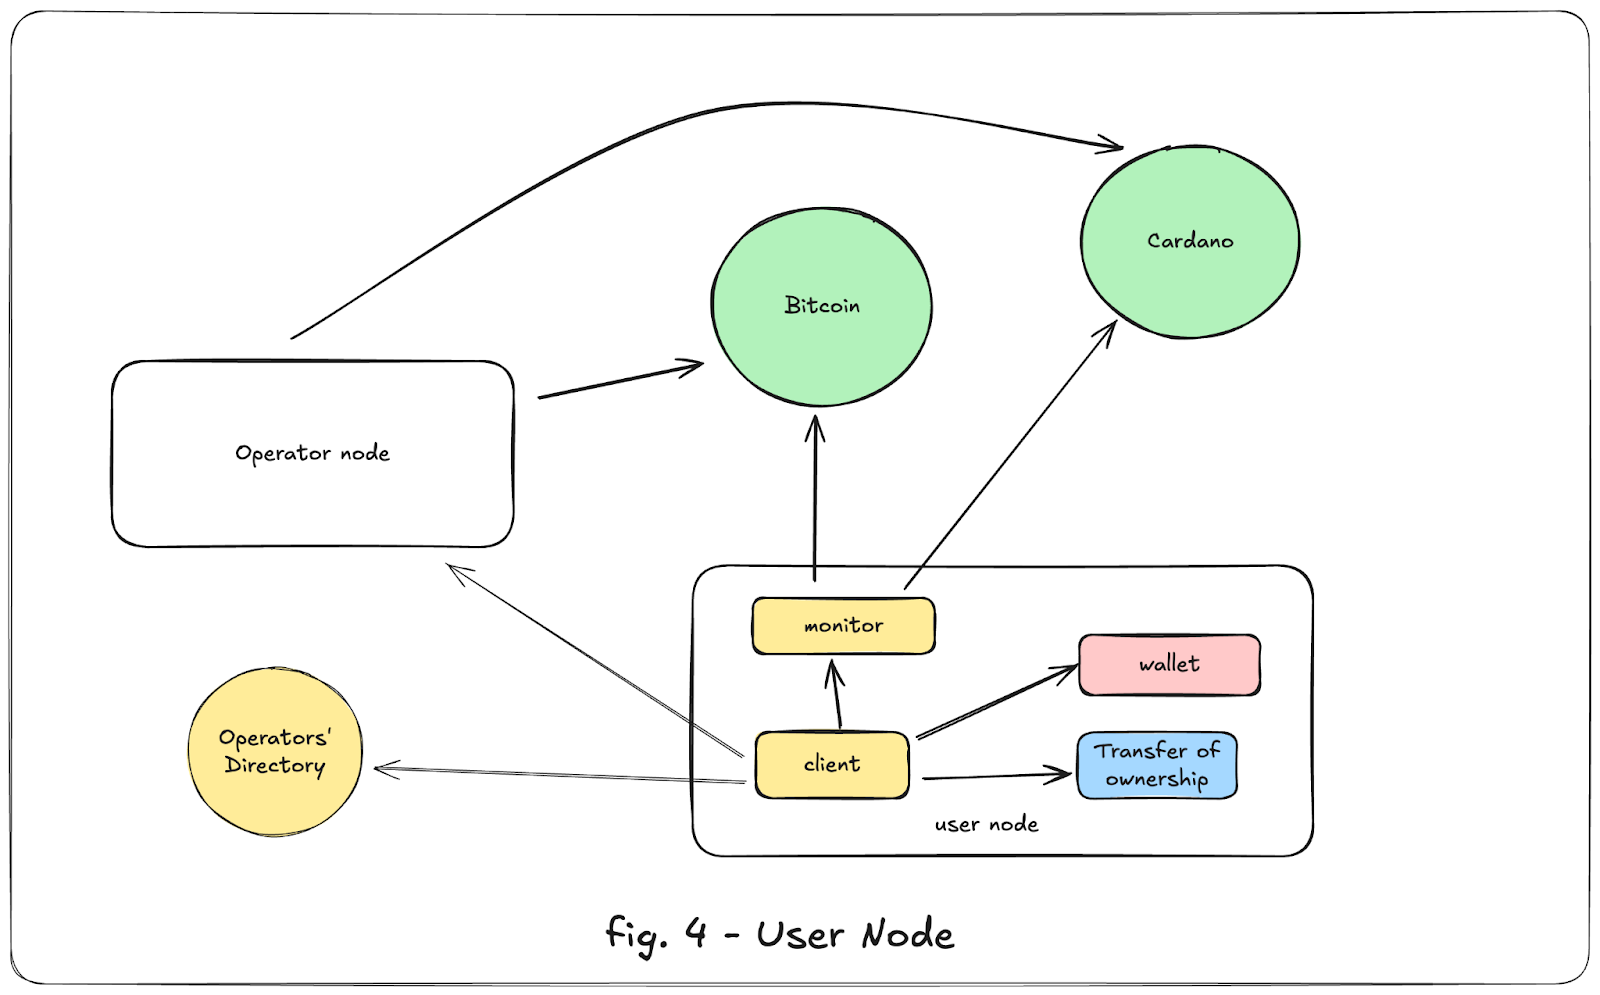 Cardano
Bitcoin
Operator node
monitor
wallet
Operators'
Directory
client
Transfer of
ownership
user node
fig. 4 - User Node